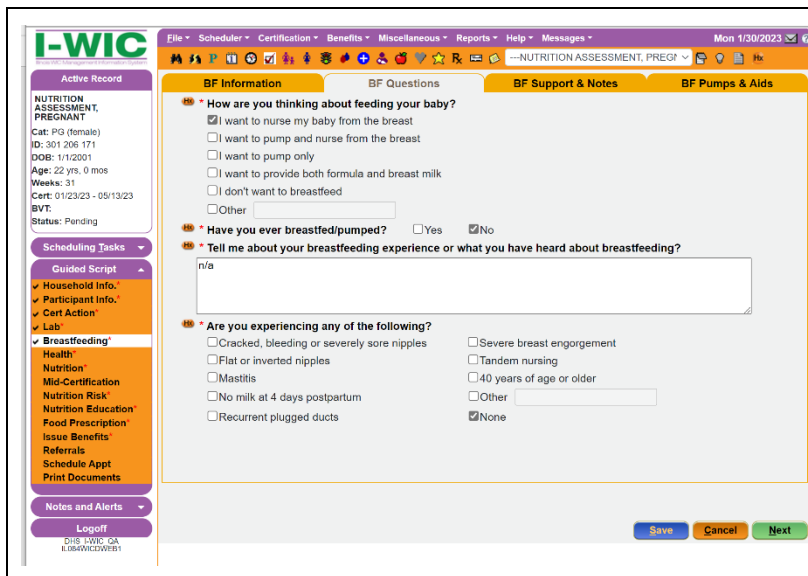 I-WIC
Illinois WIC Management Information System
File Scheduler Certification Benefits Miscellaneous Reports Help Messages Mon 1/30/2023
---NUTRITION ASSESSMENT, PREGN
Active Record
NUTRITION
ASSESSMENT,
PREGNANT
Cat: PG (female)
ID: 301 206 171
DOB: 1/1/2001
Age: 22 yrs, 0 mos
Weeks: 31
Cert: 01/23/23 - 05/13/23
BVT:
Status: Pending
Scheduling Tasks
Guided Script
Household Info.*
Participant Info.*
Cert Action*
Lab*
Breastfeeding*
Health*
Nutrition*
Mid-Certification
Nutrition Risk*
Nutrition Education*
Food Prescription*
Issue Benefits*
Referrals
Schedule Appt
Print Documents
Notes and Alerts
Logoff
DHS I-WIC QA
IL084WICDWEB1
BF Information BF Questions BF Support & Notes BF Pumps & Aids
Hx * How are you thinking about feeding your baby?
I want to nurse my baby from the breast
I want to pump and nurse from the breast
I want to pump only
I want to provide both formula and breast milk
I don't want to breastfeed
Other
Hx * Have you ever breastfed/pumped? Yes No
Hx * Tell me about your breastfeeding experience or what you have heard about breastfeeding?
n/a
Hx * Are you experiencing any of the following?
Cracked, bleeding or severely sore nipples Severe breast engorgement
Flat or inverted nipples Tandem nursing
Mastitis 40 years of age or older
No milk at 4 days postpartum Other
Recurrent plugged ducts None
Save Cancel Next